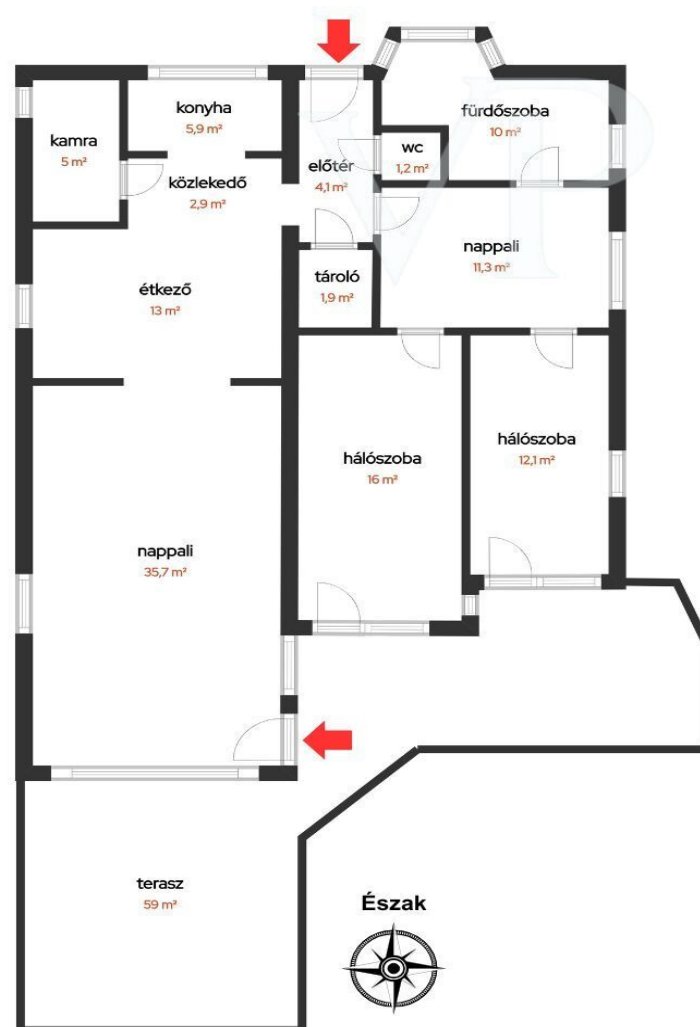 konyha
5,9 m²
kamra
5 m²
fürdőszoba
10 m²
wc
1,2 m²
előtér
4,1 m²
közlekedő
2,9 m²
nappali
11,3 m²
tároló
1,9 m²
étkező
13 m²
hálószoba
16 m²
hálószoba
12,1 m²
nappali
35,7 m²
terasz
59 m²
Észak
VP